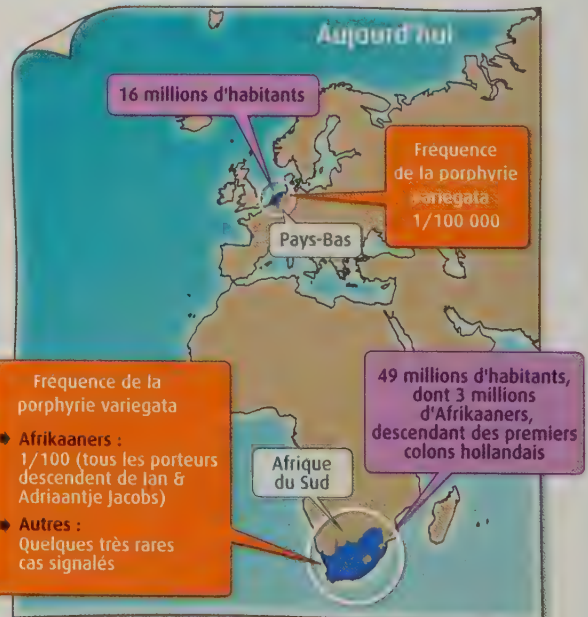 Aujourd'hui
16 millions d'habitants
Fréquence
de la porphyrie
variegata
1/100 000
Pays-Bas
Fréquence de la
porphyrie variegata
Afrikaaners :
1/100 (tous les porteurs
descendent de Jan &
Adriaantje Jacobs)
Autres :
Quelques très rares
cas signalés
49 millions d'habitants,
dont 3 millions
d'Afrikaaners,
descendant des premiers
colons hollandais
Afrique
du Sud